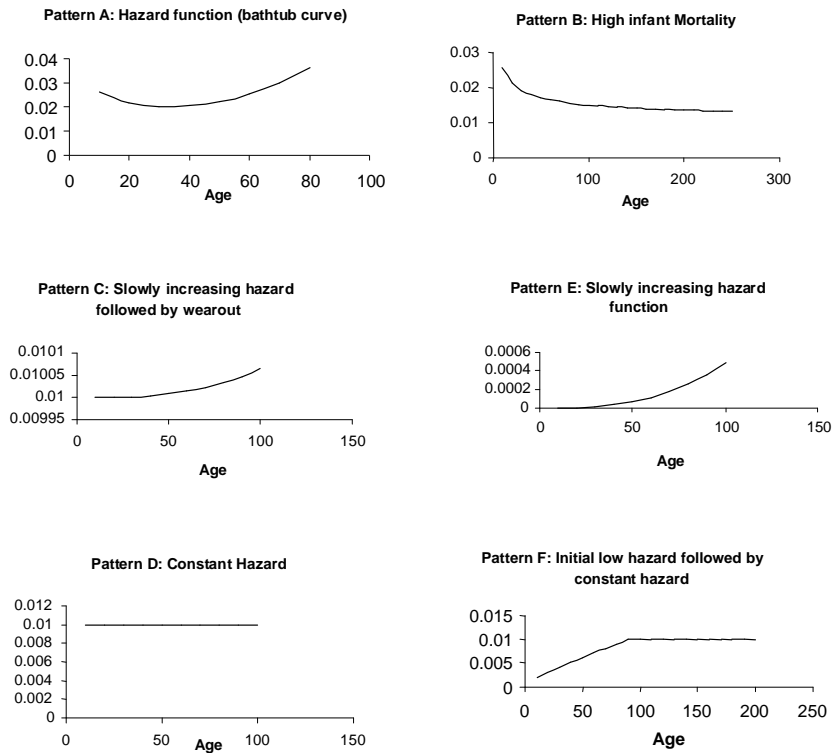 Pattern A: Hazard function (bathtub curve)
0.04
0.03
0.02
0.01
0
0 20 40 60 80 100
Age
Pattern B: High infant Mortality
0.03
0.02
0.01
0
0 100 200 300
Age
Pattern C: Slowly increasing hazard
followed by wearout
0.0101
0.01005
0.01
0.00995
0 50 100 150
Age
Pattern E: Slowly increasing hazard
function
0.0006
0.0004
0.0002
0
0 50 100 150
Age
Pattern D: Constant Hazard
0.012
0.01
0.008
0.006
0.004
0.002
0
0 50 100 150
Age
Pattern F: Initial low hazard followed by
constant hazard
0.015
0.01
0.005
0
0 50 100 150 200 250
Age